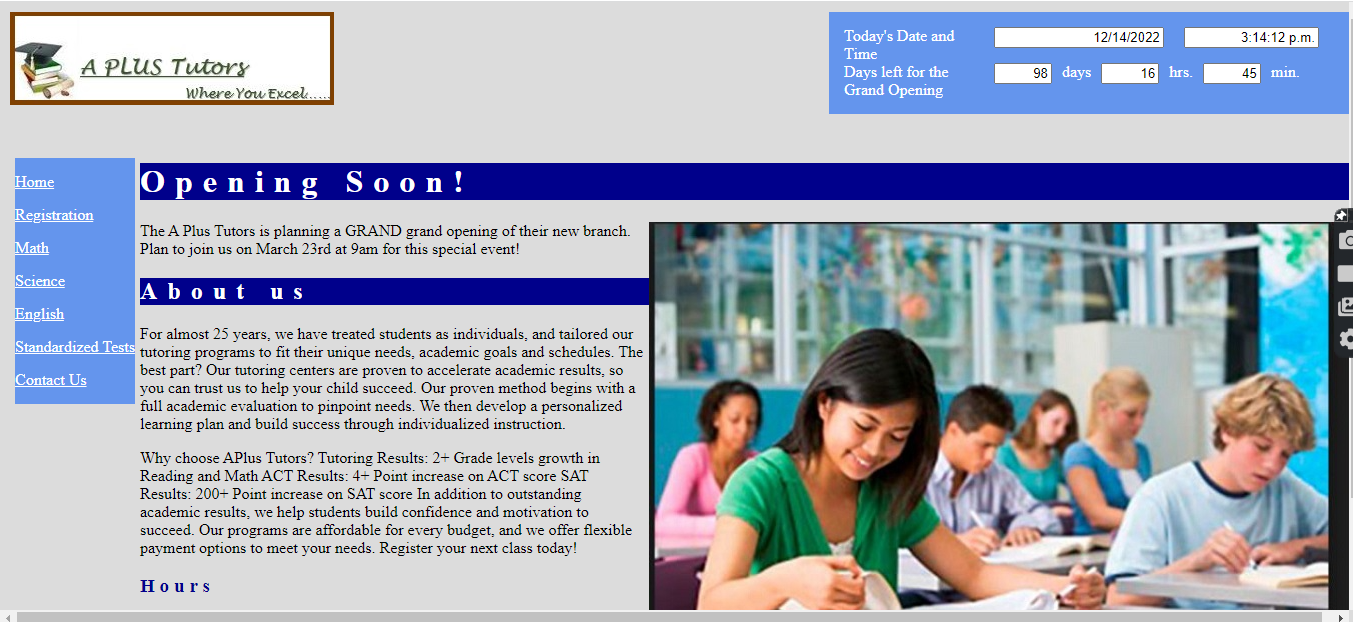 A PLUS Tutors
Where You Excel......
Today's Date and
Time
12/14/2022
3:14:12 p.m.
Days left for the
Grand Opening
98 days 16 hrs. 45 min.
Home
Registration
Math
Science
English
Standardized Tests
Contact Us
Opening Soon!
The A Plus Tutors is planning a GRAND grand opening of their new branch.
Plan to join us on March 23rd at 9am for this special event!
About us
For almost 25 years, we have treated students as individuals, and tailored our
tutoring programs to fit their unique needs, academic goals and schedules. The
best part? Our tutoring centers are proven to accelerate academic results, so
you can trust us to help your child succeed. Our proven method begins with a
full academic evaluation to pinpoint needs. We then develop a personalized
learning plan and build success through individualized instruction.
Why choose APlus Tutors? Tutoring Results: 2+ Grade levels growth in
Reading and Math ACT Results: 4+ Point increase on ACT score SAT
Results: 200+ Point increase on SAT score In addition to outstanding
academic results, we help students build confidence and motivation to
succeed. Our programs are affordable for every budget, and we offer flexible
payment options to meet your needs. Register your next class today!
Hours